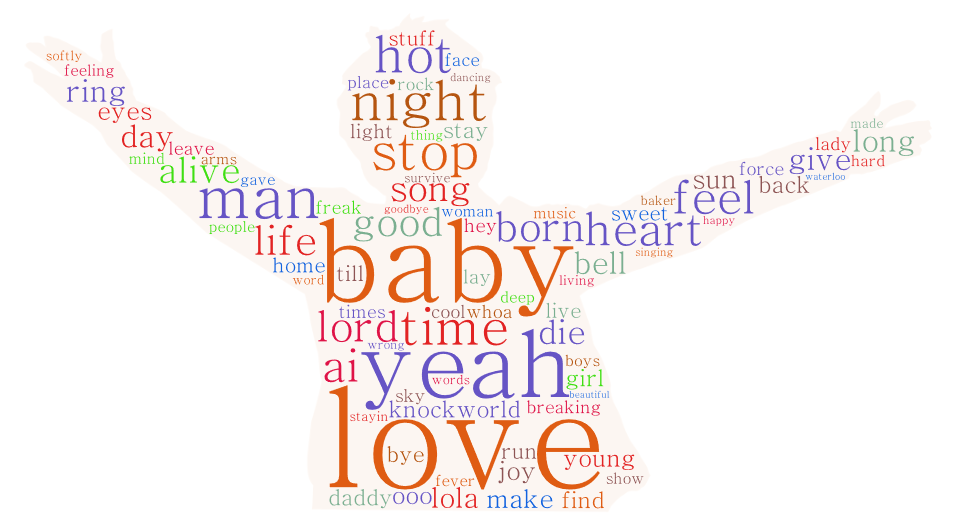 softly
stuff
hot
face
feeling
place rock dancing
ring
night
eyes
made
light thing stay
day
lady long
leave
stop
mind arms
give hard
alive
force
gave
survive
sun back waterloo
song
man
feel
baker
freak
goodbye woman
music
sweet
good
happy
people
hey
born heart
life
singing
baby
home
till
lay
bell
word
living
deep
times
cool whoa
live
lord time
die
wrong
yeah
ai
boys
words
girl
sky
beautiful
knock world
breaking
stayin
love
bye
run
young
joy
fever
show
daddy ooo lola make find